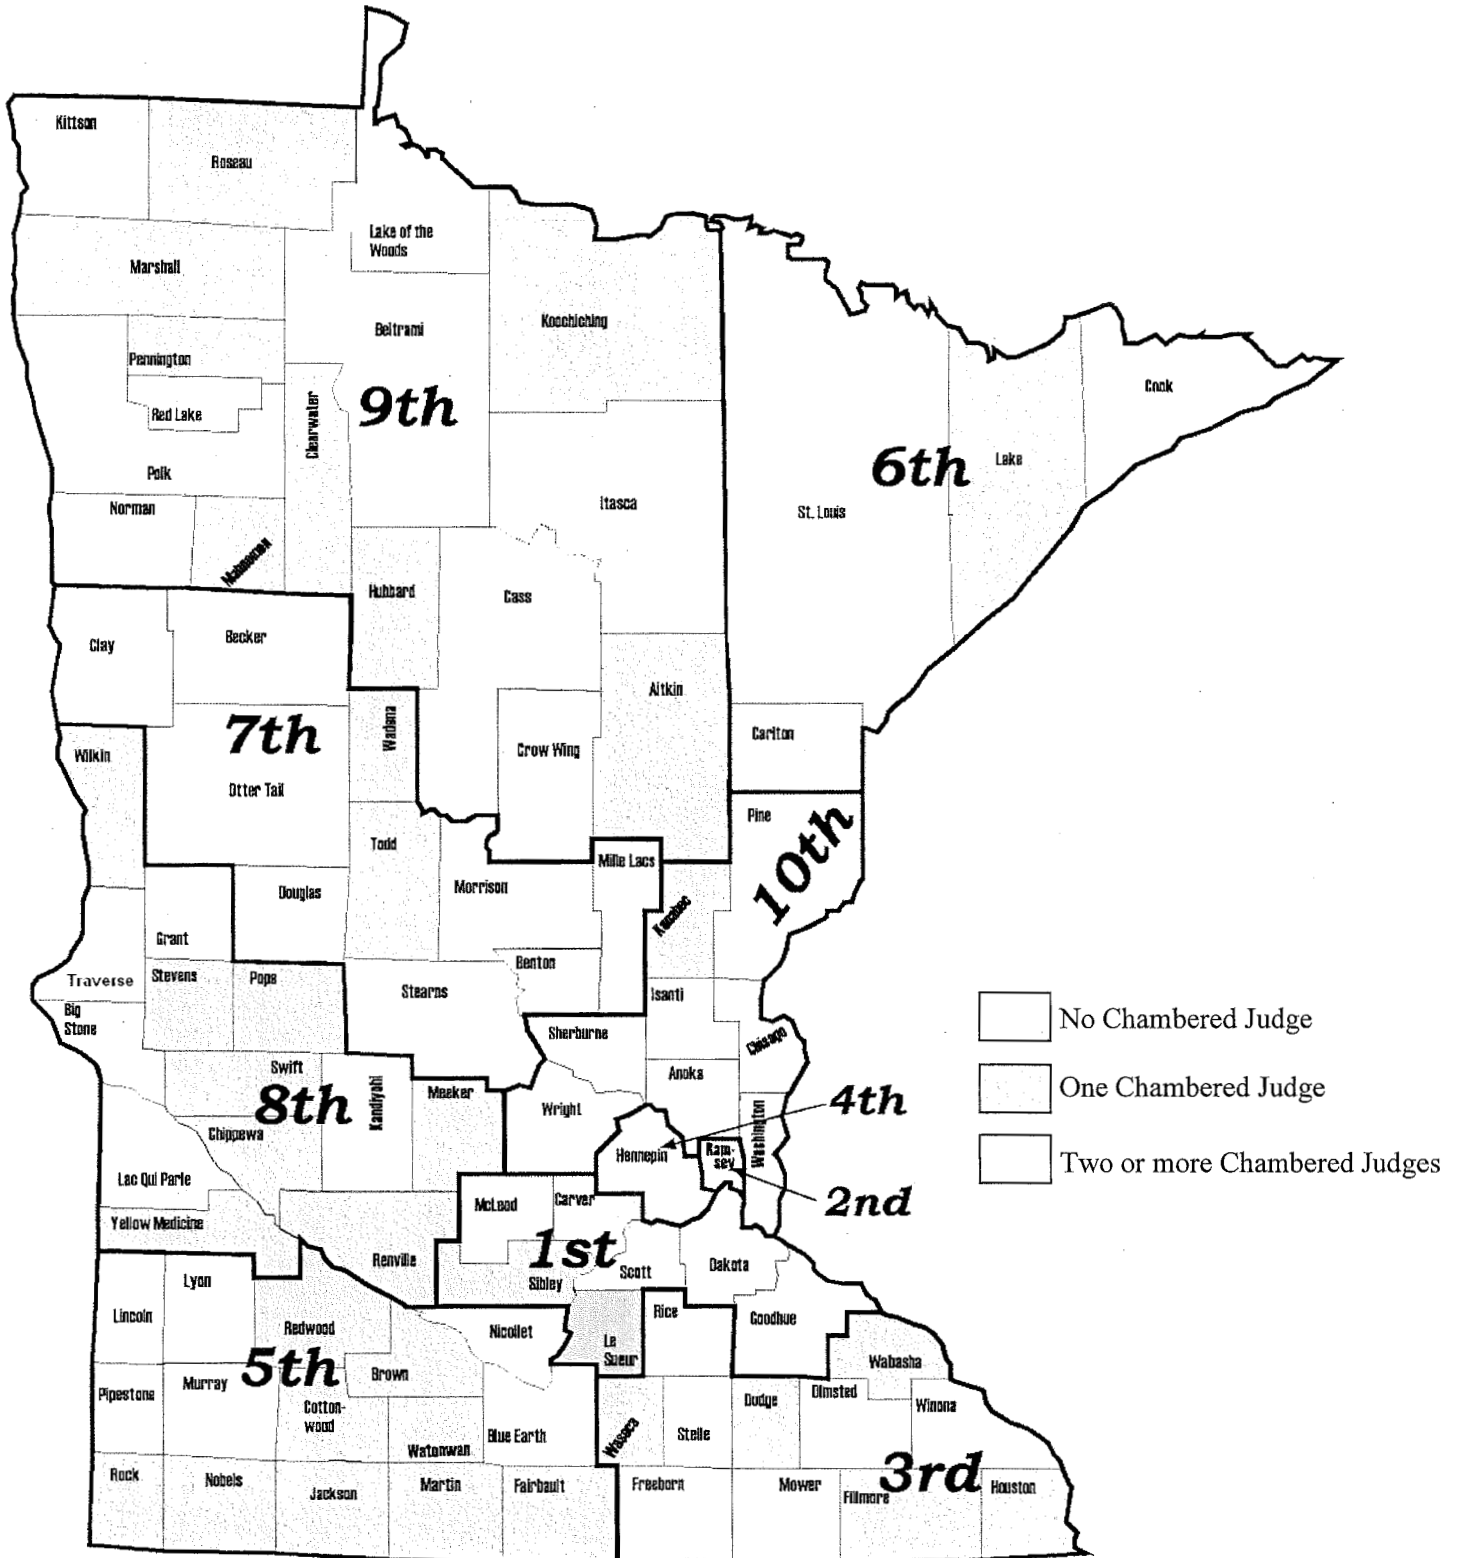 Kittson
Roseau
Lake of the
Woods
Marshall
Koochiching
Beltrami
Pennington
Red Lake
Clearwater
9th
Cook
Polk
6th
Lake
Norman
Itasca
St. Louis
Mahnomen
Hubbard
Cass
Clay
Becker
Aitkin
Wadena
7th
Crow Wing
Carlton
Wilkin
Otter Tail
Pine
10th
Todd
Mille Lacs
Douglas
Morrison
Kanabec
Grant
Benton
Traverse
Stevens
Pope
Stearns
Isanti
Big
Stone
Sherburne
Chisago
No Chambered Judge
Swift
Anoka
One Chambered Judge
8th
Kandiyohi
Meeker
Wright
4th
Washington
Chippewa
Hennepin
Ram-
sey
Two or more Chambered Judges
Lac Qui Parle
McLeod
Carver
2nd
Yellow Medicine
Renville
1st
Sibley
Scott
Dakota
Lyon
Lincoln
Redwood
Nicollet
Rice
Goodhue
Le
Sueur
5th
Brown
Wabasha
Pipestone
Murray
Cotton-
wood
Dodge
Olmsted
Winona
Watonwan
Blue Earth
Waseca
Stelle
Rock
Nobels
Jackson
Martin
Fairbault
Freeborn
Mower
Fillmore
3rd
Houston